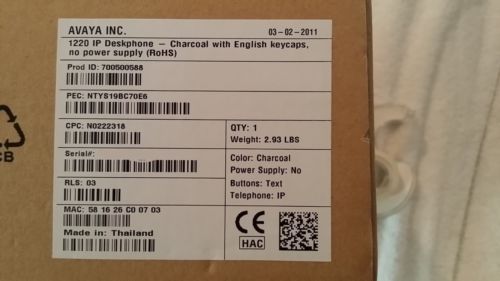 AVAYA INC.
03-02-2011
1220 IP Deskphone – Charcoal with English keycaps,
no power supply (RoHS)
Prod ID: 700500588
PEC: NTYS19BC70E6
CPC: N0222318
QTY: 1
Weight: 2.93 LBS
Serial#:
RLS: 03
Color: Charcoal
Power Supply: No
Buttons: Text
Telephone: IP
MAC: 58 16 26 C0 07 03
Made in: Thailand
CE
HAC
CB